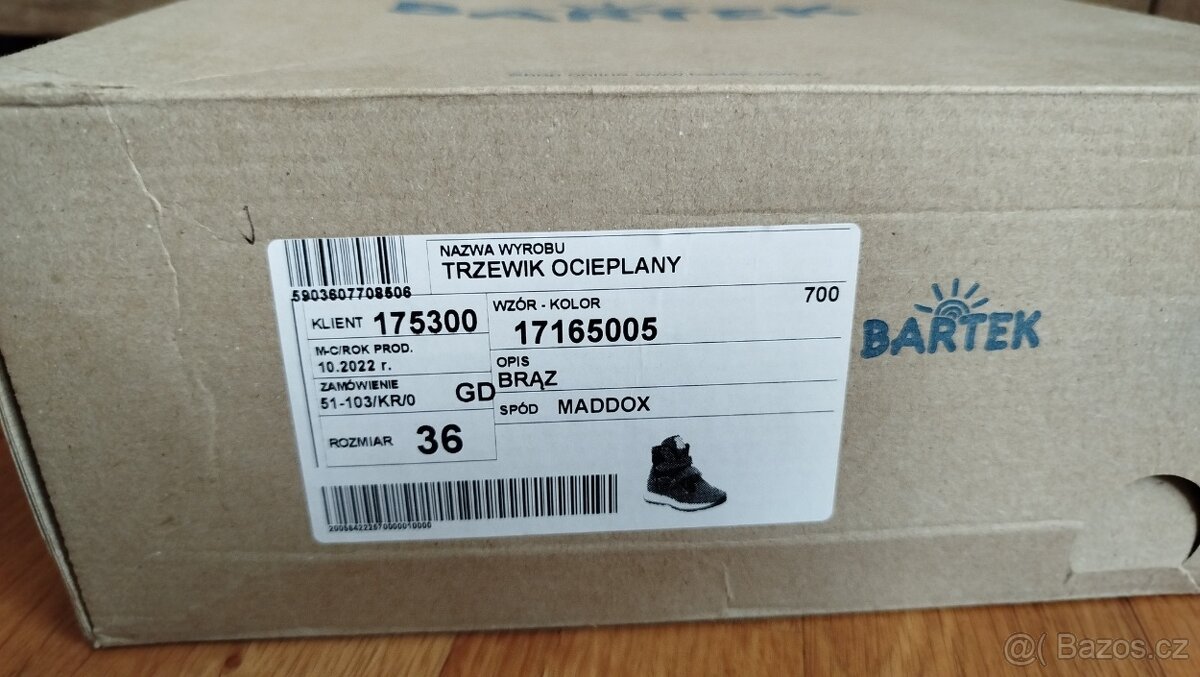 BARTEK
NAZWA WYROBU
TRZEWIK OCIEPLANY
5903607708506
KLIENT 175300
WZÓR - KOLOR 700
17165005
M-C/ROK PROD.
10.2022 r.
OPIS
BRĄZ
ZAMÓWIENIE
51-103/KR/0 GD
SPÓD MADDOX
ROZMIAR 36
BARTEK
@( Bazos.cz